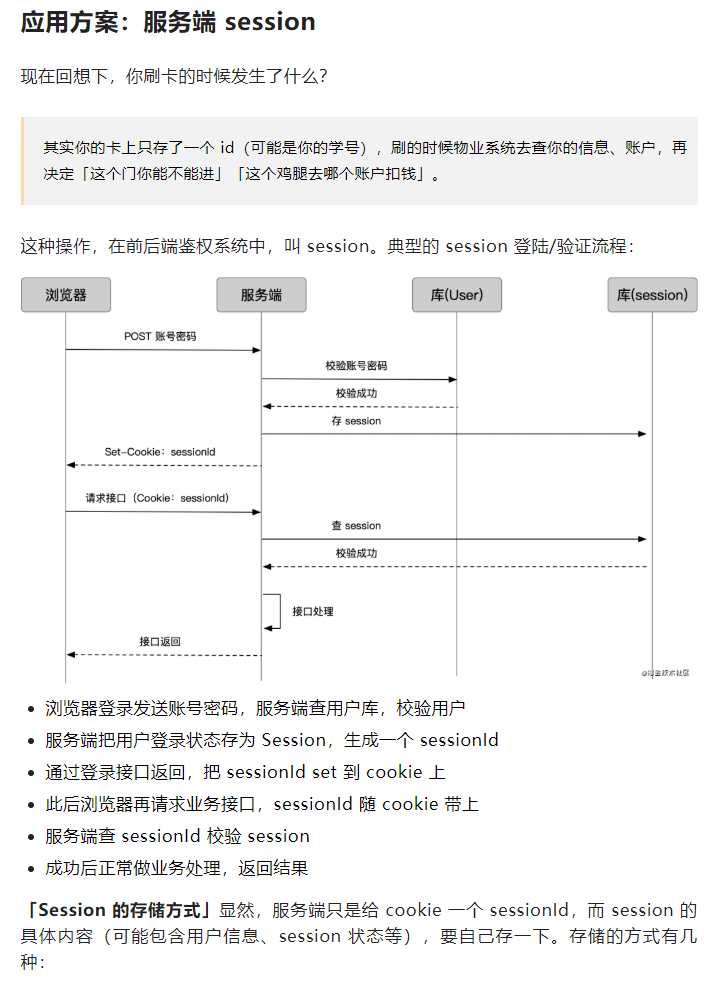 应用方案：服务端 session
现在回想下，你刷卡的时候发生了什么？
其实你的卡上只存了一个 id（可能是你的学号），刷的时候物业系统去查你的信息、账户，再
决定「这个门你能不能进」「这个鸡腿去哪个账户扣钱」。
这种操作，在前后端鉴权系统中，叫 session。典型的 session 登陆/验证流程：
浏览器
服务端
库(User)
库(session)
POST 账号密码
校验账号密码
校验成功
存 session
Set-Cookie：sessionId
请求接口（Cookie：sessionId）
查 session
校验成功
接口处理
接口返回
@掘金技术社区
浏览器登录发送账号密码，服务端查用户库，校验用户
服务端把用户登录状态存为 Session，生成一个 sessionId
通过登录接口返回，把 sessionId set 到 cookie 上
此后浏览器再请求业务接口，sessionId 随 cookie 带上
服务端查 sessionId 校验 session
成功后正常做业务处理，返回结果
「Session 的存储方式」显然，服务端只是给 cookie 一个 sessionId，而 session 的
具体内容（可能包含用户信息、session 状态等），要自己存一下。存储的方式有几
种：